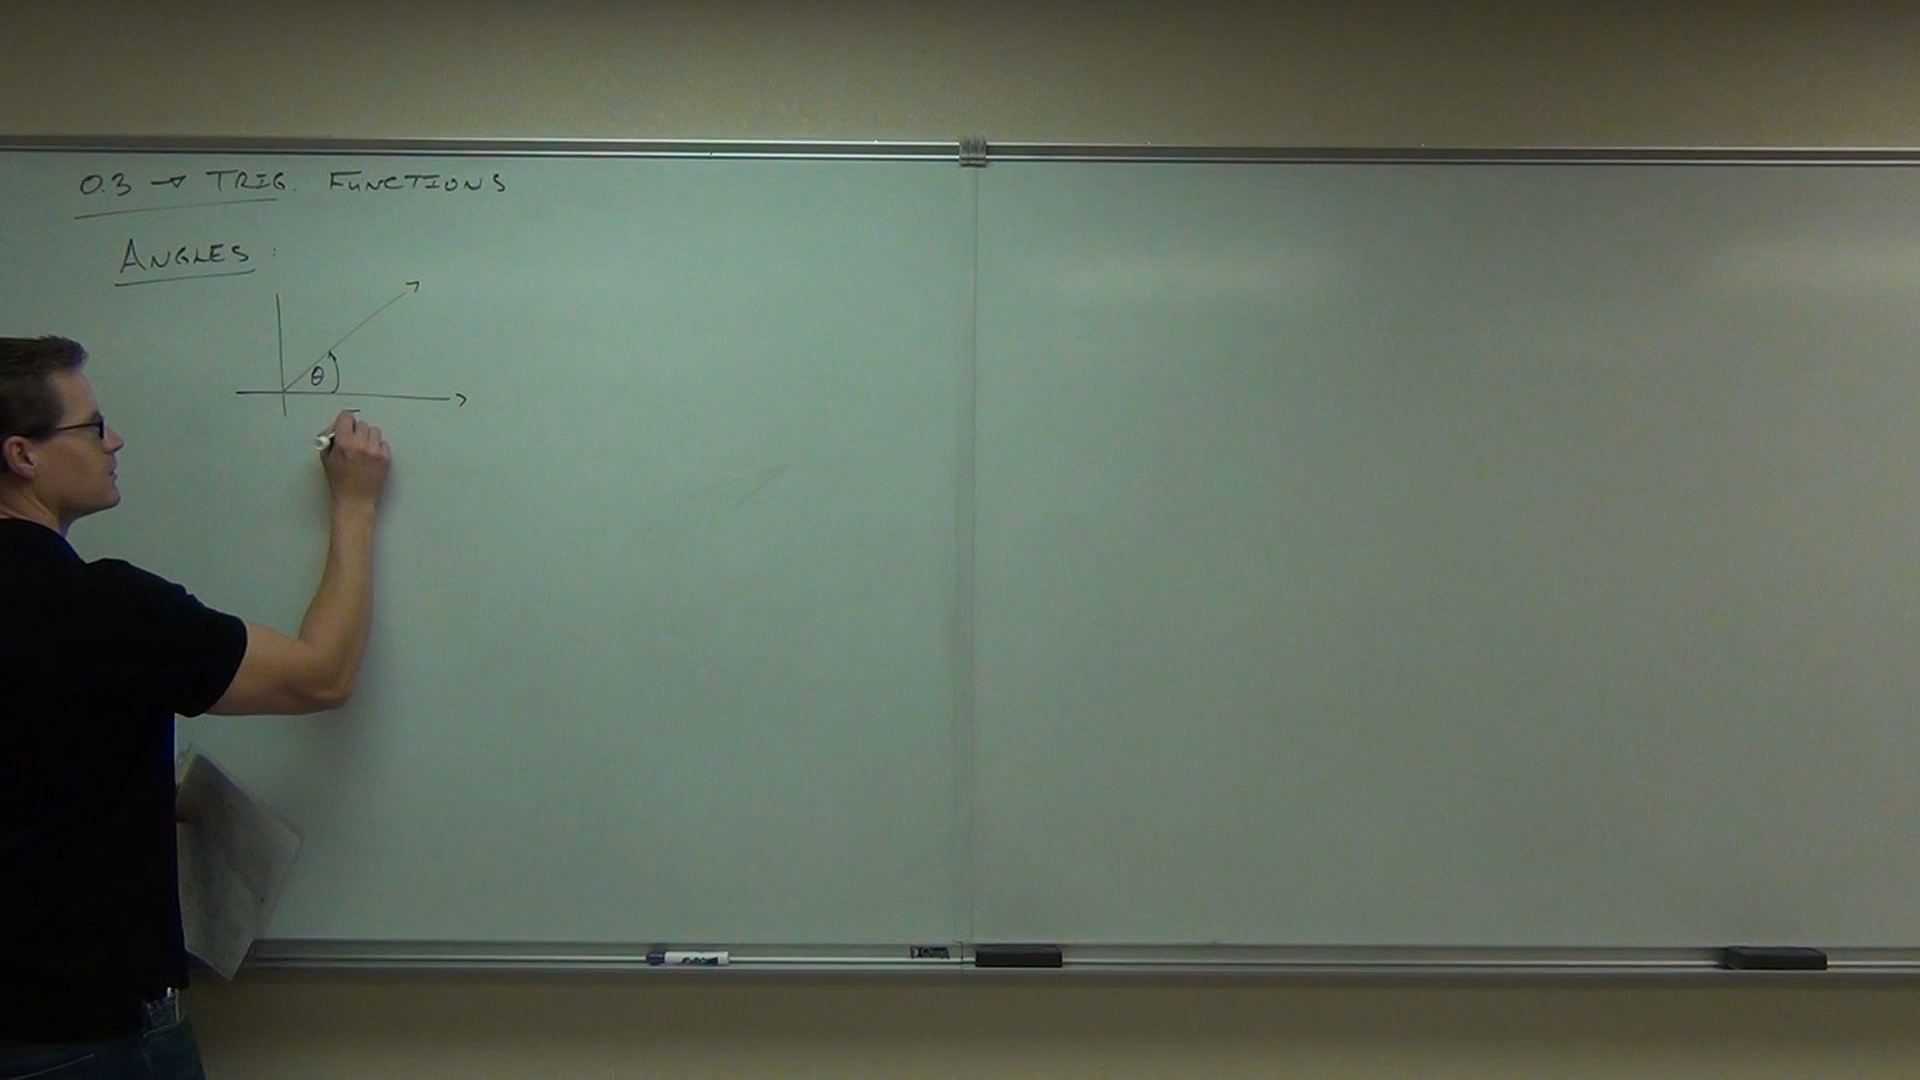 0.3 → TRIG. FUNCTIONS
ANGLES:
θ